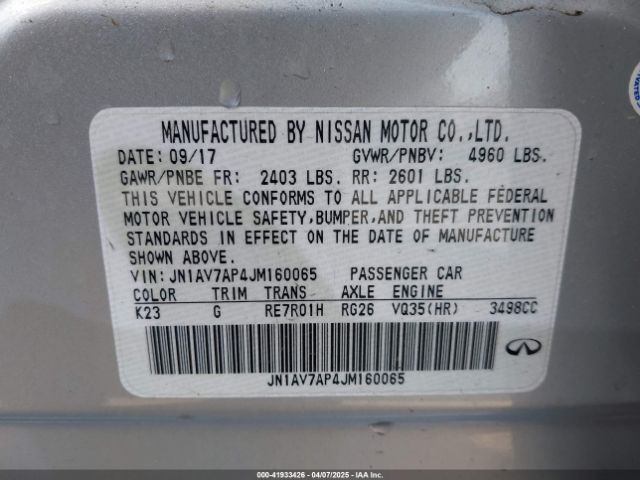 MANUFACTURED BY NISSAN MOTOR CO.,LTD.
DATE: 09/17 GVWR/PNBV: 4960 LBS.
GAWR/PNBE FR: 2403 LBS. RR: 2601 LBS.
THIS VEHICLE CONFORMS TO ALL APPLICABLE FEDERAL
MOTOR VEHICLE SAFETY, BUMPER, AND THEFT PREVENTION
STANDARDS IN EFFECT ON THE DATE OF MANUFACTURE
SHOWN ABOVE.
VIN: JN1AV7AP4JM160065 PASSENGER CAR
COLOR TRIM TRANS AXLE ENGINE
K23 G RE7R01H RG26 VQ35(HR) 3498CC
JN1AV7AP4JM160065
000-41933426 - 04/07/2025 - IAAI.COM